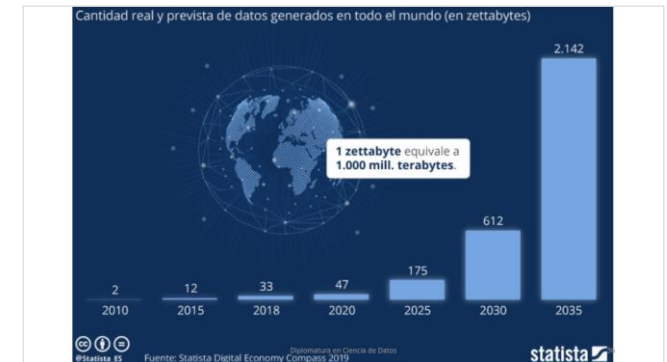 Cantidad real y prevista de datos generados en todo el mundo (en zettabytes)
2.142
1 zettabyte equivale a
1.000 mill. terabytes.
612
175
47
33
12
2
2010 2015 2018 2020 2025 2030 2035
@Statista_ES
Fuente: Statista Digital Economy Compass 2019
Diplomatura en Ciencia de Datos
statista